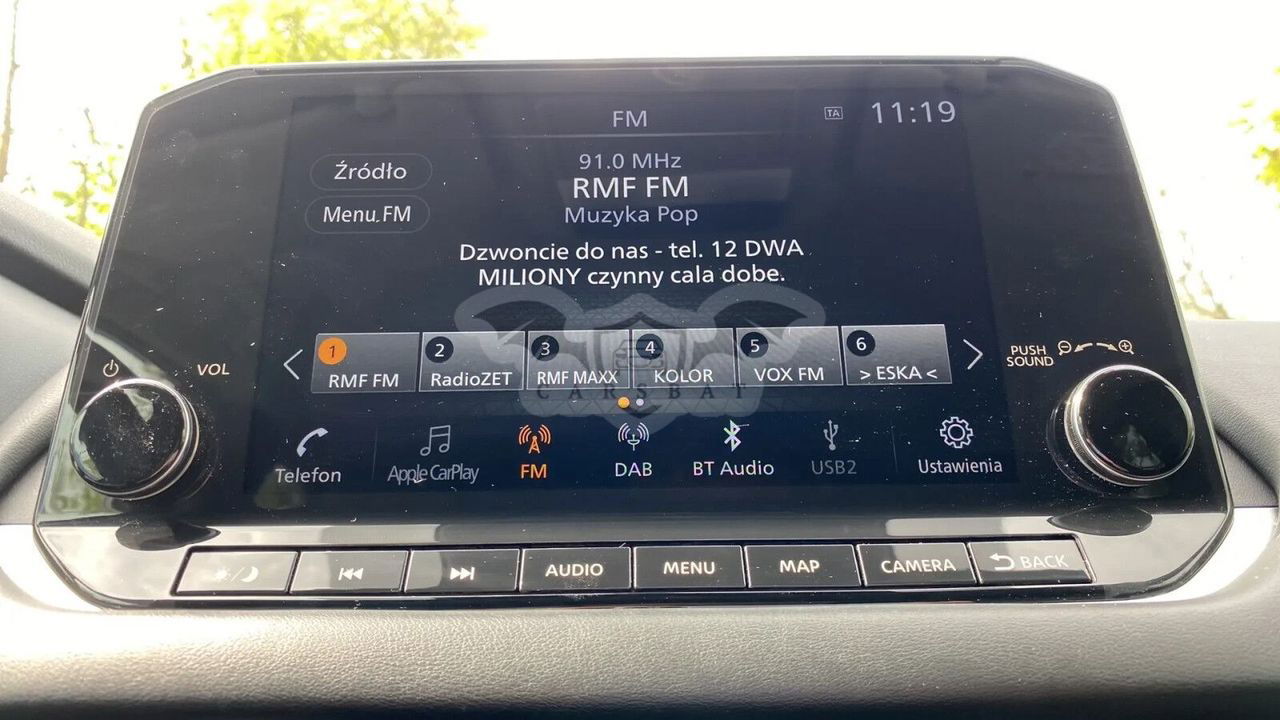 FM
TA
11:19
Źródło
91.0 MHz
RMF FM
Menu FM
Muzyka Pop
Dzwoncie do nas - tel. 12 DWA
MILIONY czynny cala dobe.
1
2
3
4
5
6
RMF FM
RadioZET
RMF MAXX
KOLOR
VOX FM
> ESKA <
VOL
PUSH
SOUND
CARSBAT
Telefon
Apple CarPlay
FM
DAB
BT Audio
USB2
Ustawienia
AUDIO
MENU
MAP
CAMERA
BACK